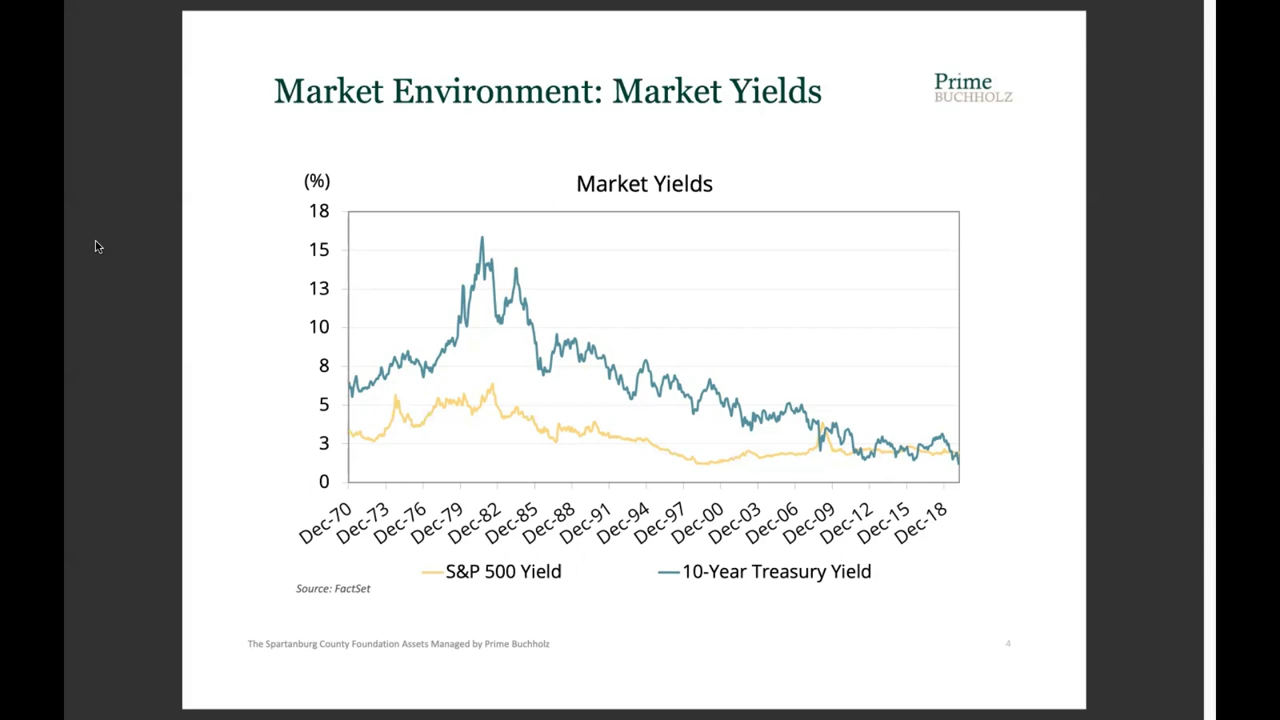 Market Environment: Market Yields
Prime
BUCHHOLZ
(%)
Market Yields
18
15
13
10
8
5
3
0
Dec-70
Dec-73
Dec-76
Dec-79
Dec-82
Dec-85
Dec-88
Dec-91
Dec-94
Dec-97
Dec-00
Dec-03
Dec-06
Dec-09
Dec-12
Dec-15
Dec-18
S&P 500 Yield
10-Year Treasury Yield
Source: FactSet
The Spartanburg County Foundation Assets Managed by Prime Buchholz
4